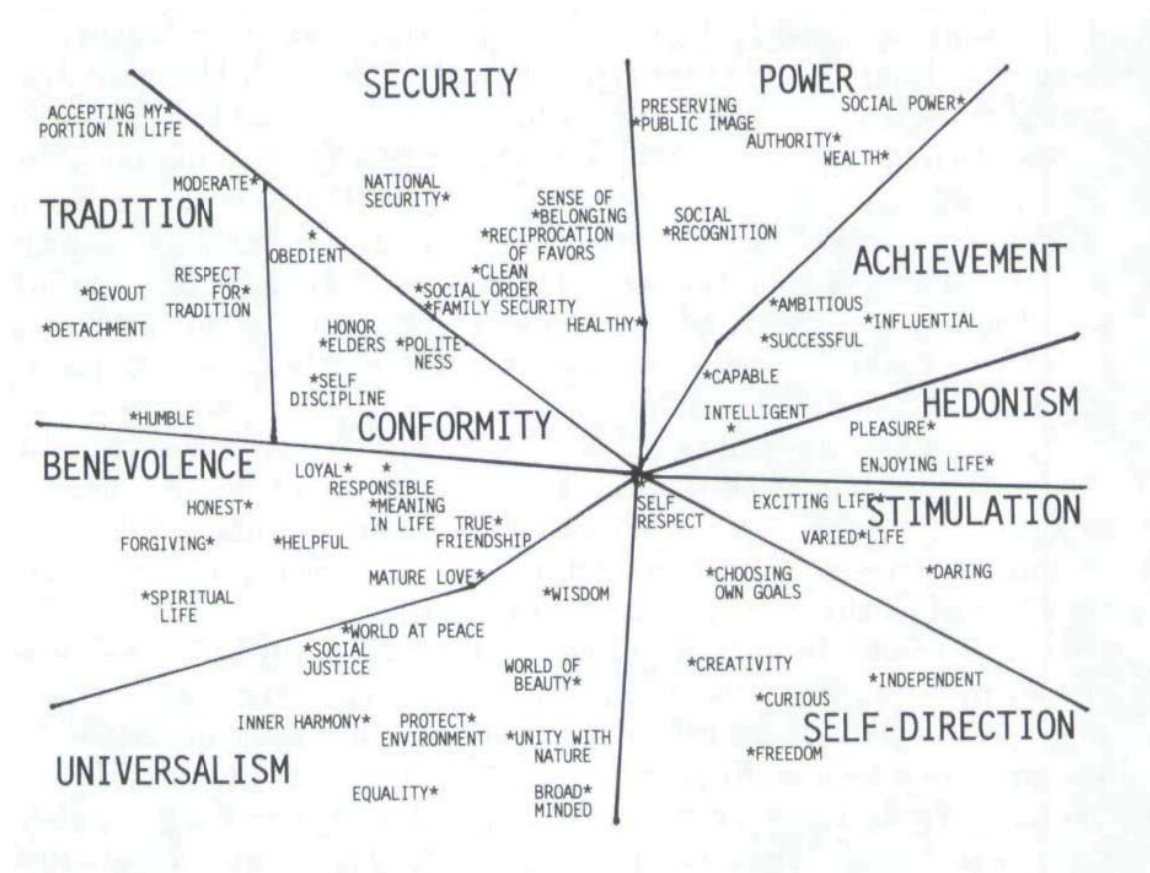 SECURITY
POWER
ACCEPTING MY*
PORTION IN LIFE
PRESERVING
*PUBLIC IMAGE
SOCIAL POWER*
AUTHORITY*
WEALTH*
MODERATE*
NATIONAL
SECURITY*
SENSE OF
*BELONGING
*RECIPROCATION
OF FAVORS
SOCIAL
*RECOGNITION
TRADITION
*
OBEDIENT
*CLEAN
*SOCIAL ORDER
*FAMILY SECURITY
ACHIEVEMENT
RESPECT
FOR*
TRADITION
*DEVOUT
*DETACHMENT
HONOR
*ELDERS
*POLITE-
NESS
HEALTHY*
*AMBITIOUS
*INFLUENTIAL
*SUCCESSFUL
*SELF
DISCIPLINE
*CAPABLE
*HUMBLE
CONFORMITY
INTELLIGENT
*
HEDONISM
PLEASURE*
ENJOYING LIFE*
BENEVOLENCE
LOYAL*
*
RESPONSIBLE
*MEANING
IN LIFE
HONEST*
TRUE*
FRIENDSHIP
FORGIVING*
*HELPFUL
*
SELF
RESPECT
EXCITING LIFE*
STIMULATION
VARIED*LIFE
MATURE LOVE*
*WISDOM
*CHOOSING
OWN GOALS
*DARING
*SPIRITUAL
LIFE
*WORLD AT PEACE
*SOCIAL
JUSTICE
WORLD OF
BEAUTY*
*CREATIVITY
*INDEPENDENT
*CURIOUS
INNER HARMONY*
PROTECT*
ENVIRONMENT
*UNITY WITH
NATURE
SELF-DIRECTION
*FREEDOM
UNIVERSALISM
EQUALITY*
BROAD*
MINDED